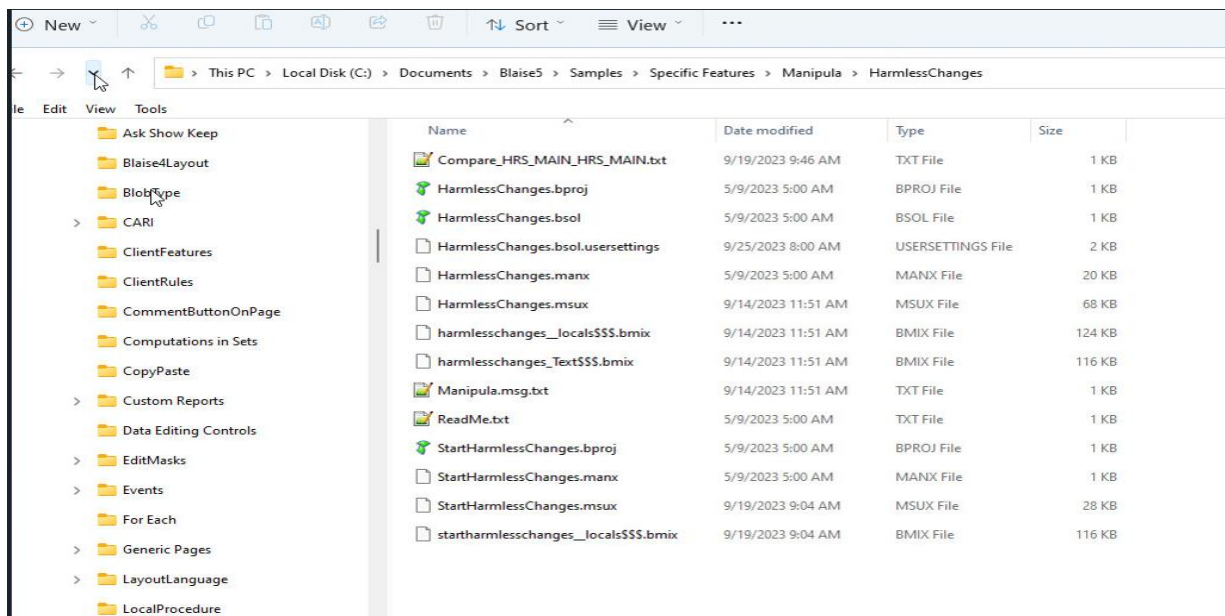 New
Sort
View
...
> This PC > Local Disk (C:) > Documents > Blaise5 > Samples > Specific Features > Manipula > HarmlessChanges
le Edit View Tools
Ask Show Keep
Blaise4Layout
BlobType
CARI
ClientFeatures
ClientRules
CommentButtonOnPage
Computations in Sets
CopyPaste
Custom Reports
Data Editing Controls
EditMasks
Events
For Each
Generic Pages
LayoutLanguage
LocalProcedure
Name Date modified Type Size
Compare_HRS_MAIN_HRS_MAIN.txt 9/19/2023 9:46 AM TXT File 1 KB
HarmlessChanges.bproj 5/9/2023 5:00 AM BPROJ File 1 KB
HarmlessChanges.bsol 5/9/2023 5:00 AM BSOL File 1 KB
HarmlessChanges.bsol.usersettings 9/25/2023 8:00 AM USERSETTINGS File 2 KB
HarmlessChanges.manx 5/9/2023 5:00 AM MANX File 20 KB
HarmlessChanges.msux 9/14/2023 11:51 AM MSUX File 68 KB
harmlesschanges__locals$$$.bmix 9/14/2023 11:51 AM BMIX File 124 KB
harmlesschanges_Text$$$.bmix 9/14/2023 11:51 AM BMIX File 116 KB
Manipula.msg.txt 9/14/2023 11:51 AM TXT File 1 KB
ReadMe.txt 5/9/2023 5:00 AM TXT File 1 KB
StartHarmlessChanges.bproj 5/9/2023 5:00 AM BPROJ File 1 KB
StartHarmlessChanges.manx 5/9/2023 5:00 AM MANX File 1 KB
StartHarmlessChanges.msux 9/19/2023 9:04 AM MSUX File 28 KB
startharmlesschanges__locals$$$.bmix 9/19/2023 9:04 AM BMIX File 116 KB